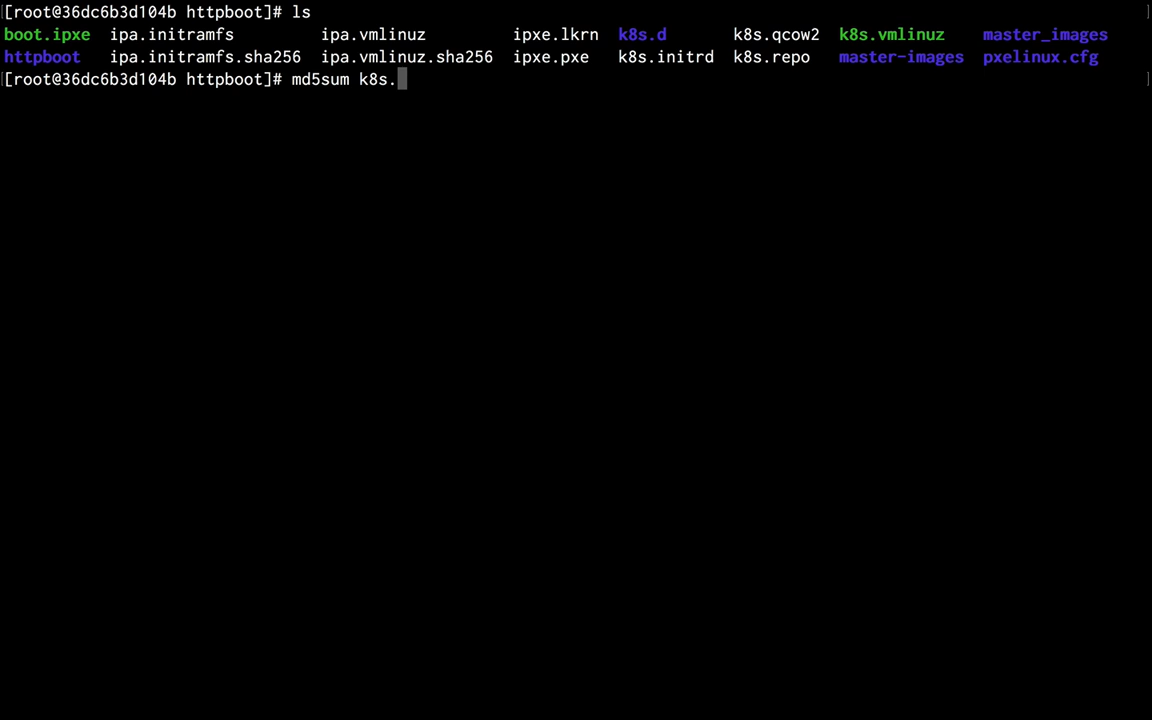 [root@36dc6b3d104b httpboot]# ls
boot.ipxe ipa.initramfs ipa.vmlinuz ipxe.lkrn k8s.d k8s.qcow2 k8s.vmlinuz master_images
httpboot ipa.initramfs.sha256 ipa.vmlinuz.sha256 ipxe.pxe k8s.initrd k8s.repo master-images pxelinux.cfg
[root@36dc6b3d104b httpboot]# md5sum k8s.